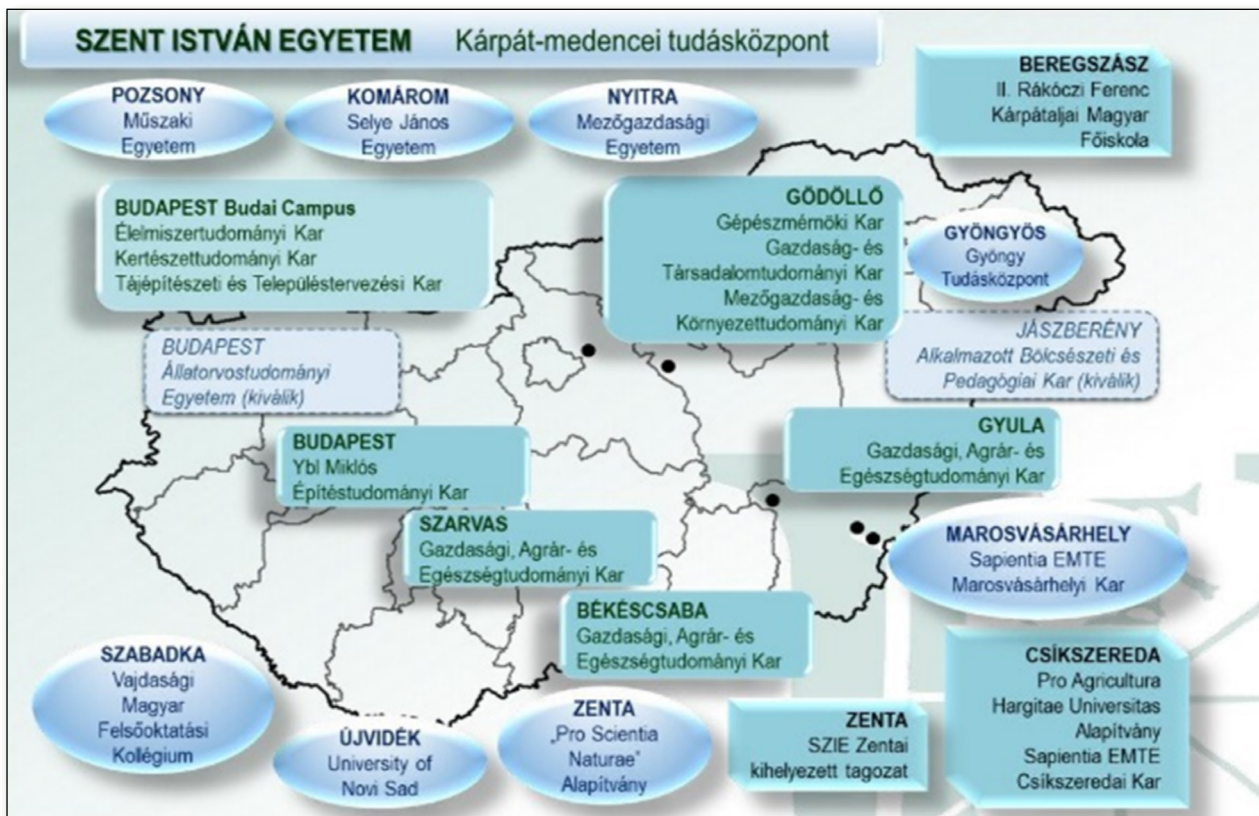 SZENT ISTVÁN EGYETEM Kárpát-medencei tudásközpont
POZSONY
Műszaki
Egyetem
KOMÁROM
Selye János
Egyetem
NYITRA
Mezőgazdasági
Egyetem
BEREGSZÁSZ
II. Rákóczi Ferenc
Kárpátaljai Magyar
Főiskola
BUDAPEST Budai Campus
Élelmiszertudományi Kar
Kertészettudományi Kar
Tájépítészeti és Településtervezési Kar
GÖDÖLLŐ
Gépészmérnöki Kar
Gazdaság- és
Társadalomtudományi Kar
Mezőgazdaság- és
Környezettudományi Kar
GYÖNGYÖS
Gyöngy
Tudásközpont
BUDAPEST
Állatorvostudományi
Egyetem (kiválik)
JÁSZBERÉNY
Alkalmazott Bölcsészeti és
Pedagógiai Kar (kiválik)
BUDAPEST
Ybl Miklós
Építéstudományi Kar
GYULA
Gazdasági, Agrár- és
Egészségtudományi Kar
SZARVAS
Gazdasági, Agrár- és
Egészségtudományi Kar
MAROSVÁSÁRHELY
Sapientia EMTE
Marosvásárhelyi Kar
BÉKÉSCSABA
Gazdasági, Agrár- és
Egészségtudományi Kar
SZABADKA
Vajdasági
Magyar
Felsőoktatási
Kollégium
ÚJVIDÉK
University of
Novi Sad
ZENTA
„Pro Scientia
Naturae"
Alapítvány
ZENTA
SZIE Zentai
kihelyezett tagozat
CSÍKSZEREDA
Pro Agricultura
Hargitae Universitas
Alapítvány
Sapientia EMTE
Csíkszeredai Kar